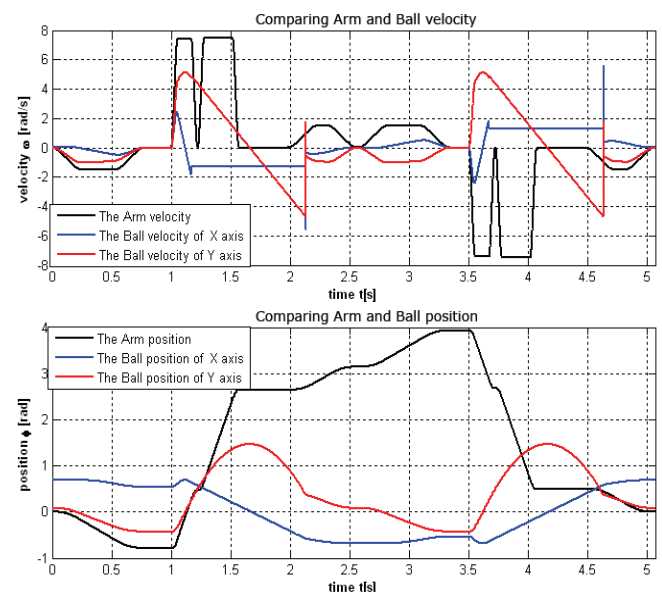 Comparing Arm and Ball velocity
8
6
4
2
0
-2
-4
-6
-8
velocity ω [rad/s]
The Arm velocity
The Ball velocity of X axis
The Ball velocity of Y axis
0 0.5 1 1.5 2 2.5 3 3.5 4 4.5 5
time t[s]
Comparing Arm and Ball position
4
3
2
1
0
-1
position ϕ [rad]
The Arm position
The Ball position of X axis
The Ball position of Y axis
0 0.5 1 1.5 2 2.5 3 3.5 4 4.5 5
time t[s]